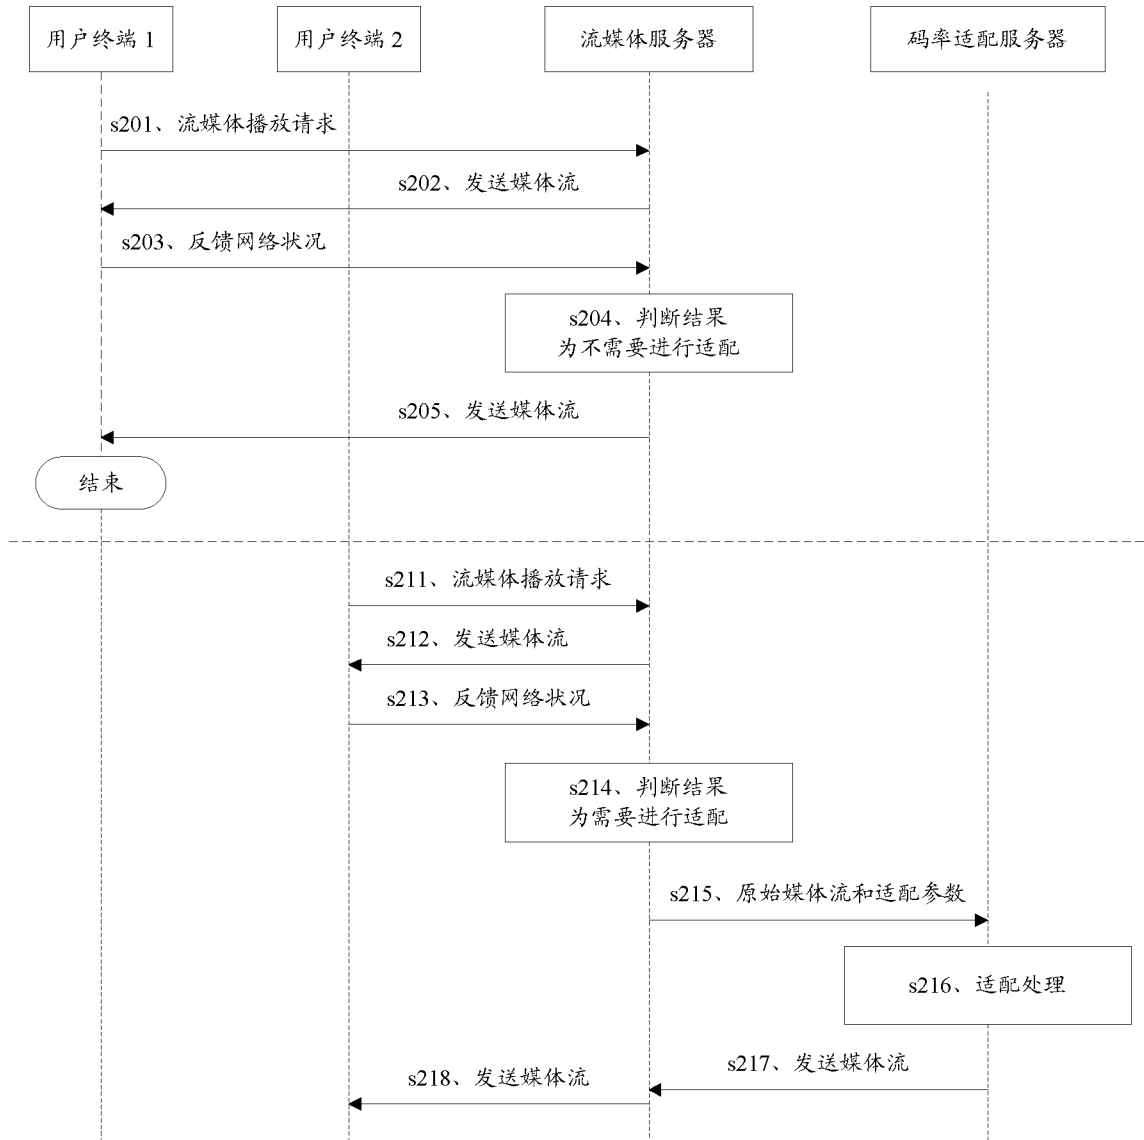 用户终端 1
用户终端 2
流媒体服务器
码率适配服务器
s201、流媒体播放请求
s202、发送媒体流
s203、反馈网络状况
s204、判断结果
为不需要进行适配
s205、发送媒体流
结束
s211、流媒体播放请求
s212、发送媒体流
s213、反馈网络状况
s214、判断结果
为需要进行适配
s215、原始媒体流和适配参数
s216、适配处理
s217、发送媒体流
s218、发送媒体流